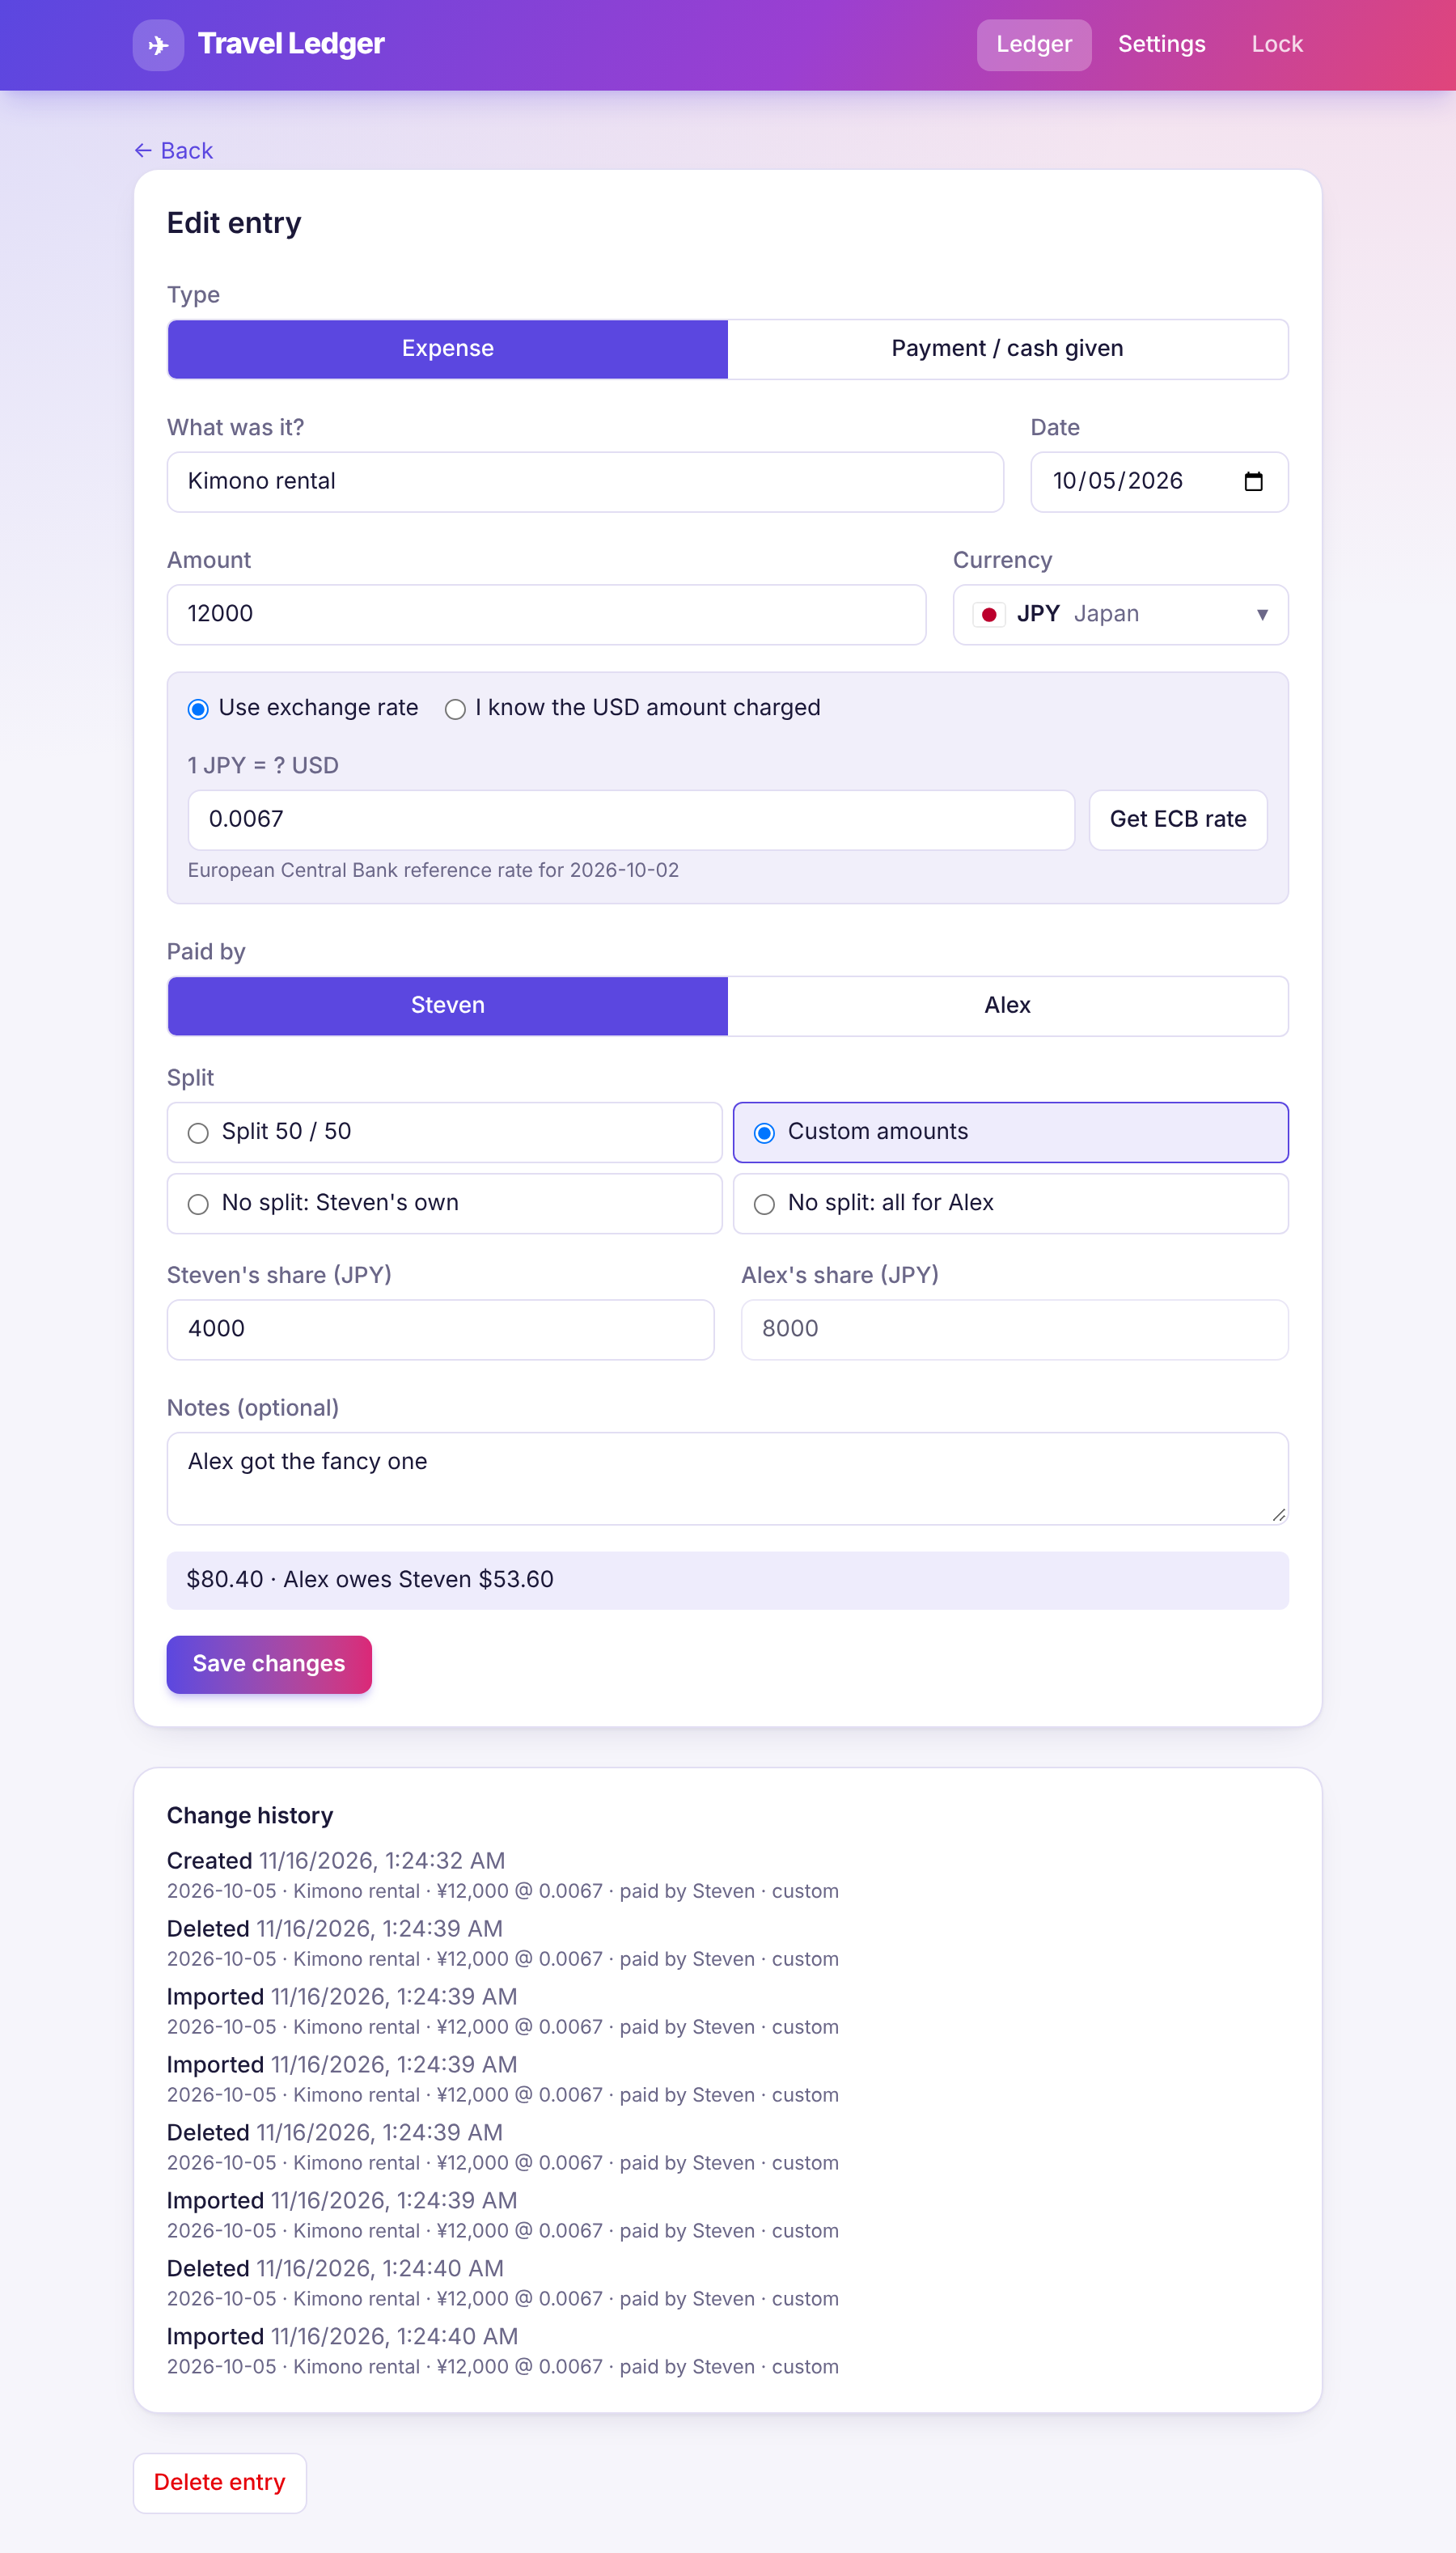 ✈ Travel Ledger
Ledger Settings Lock
← Back
Edit entry
Type
Expense Payment / cash given
What was it? Date
Kimono rental 10/05/2026
Amount Currency
12000 JPY Japan ▼
Use exchange rate I know the USD amount charged
1 JPY = ? USD
0.0067 Get ECB rate
European Central Bank reference rate for 2026-10-02
Paid by
Steven Alex
Split
Split 50 / 50 Custom amounts
No split: Steven's own No split: all for Alex
Steven's share (JPY) Alex's share (JPY)
4000 8000
Notes (optional)
Alex got the fancy one
$80.40 · Alex owes Steven $53.60
Save changes
Change history
Created 11/16/2026, 1:24:32 AM
2026-10-05 · Kimono rental · ¥12,000 @ 0.0067 · paid by Steven · custom
Deleted 11/16/2026, 1:24:39 AM
2026-10-05 · Kimono rental · ¥12,000 @ 0.0067 · paid by Steven · custom
Imported 11/16/2026, 1:24:39 AM
2026-10-05 · Kimono rental · ¥12,000 @ 0.0067 · paid by Steven · custom
Imported 11/16/2026, 1:24:39 AM
2026-10-05 · Kimono rental · ¥12,000 @ 0.0067 · paid by Steven · custom
Deleted 11/16/2026, 1:24:39 AM
2026-10-05 · Kimono rental · ¥12,000 @ 0.0067 · paid by Steven · custom
Imported 11/16/2026, 1:24:39 AM
2026-10-05 · Kimono rental · ¥12,000 @ 0.0067 · paid by Steven · custom
Deleted 11/16/2026, 1:24:40 AM
2026-10-05 · Kimono rental · ¥12,000 @ 0.0067 · paid by Steven · custom
Imported 11/16/2026, 1:24:40 AM
2026-10-05 · Kimono rental · ¥12,000 @ 0.0067 · paid by Steven · custom
Delete entry